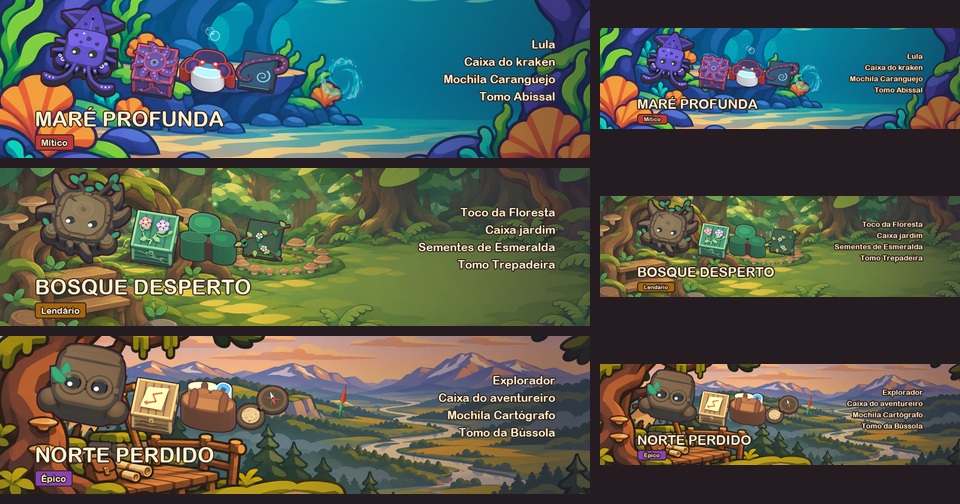 Lula
Caixa do kraken
Mochila Caranguejo
Tomo Abissal
MARÉ PROFUNDA
Mítico
Lula
Caixa do kraken
Mochila Caranguejo
Tomo Abissal
MARÉ PROFUNDA
Mítico
Toco da Floresta
Caixa jardim
Sementes de Esmeralda
Tomo Trepadeira
BOSQUE DESPERTO
Lendário
Toco da Floresta
Caixa jardim
Sementes de Esmeralda
Tomo Trepadeira
BOSQUE DESPERTO
Lendário
Explorador
Caixa do aventureiro
Mochila Cartógrafo
Tomo da Bússola
NORTE PERDIDO
Épico
Explorador
Caixa do aventureiro
Mochila Cartógrafo
Tomo da Bússola
NORTE PERDIDO
Épico